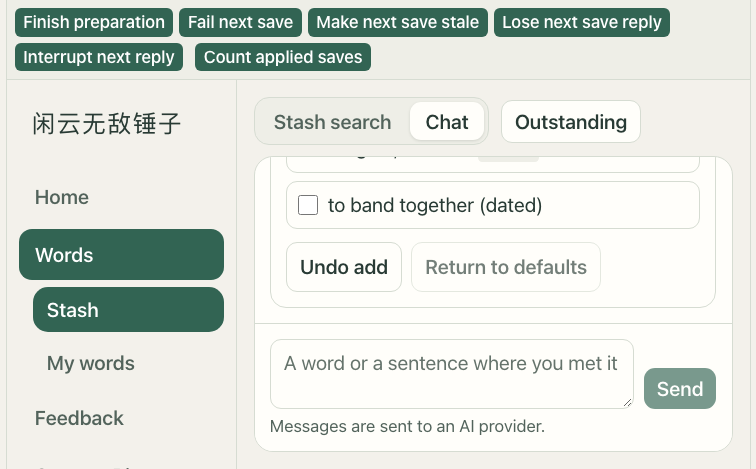 Finish preparation Fail next save Make next save stale Lose next save reply
Interrupt next reply Count applied saves
闲云无敌锤子
Home
Words
Stash
My words
Feedback
Stash search Chat Outstanding
to band together (dated)
Undo add Return to defaults
A word or a sentence where you met it
Send
Messages are sent to an AI provider.